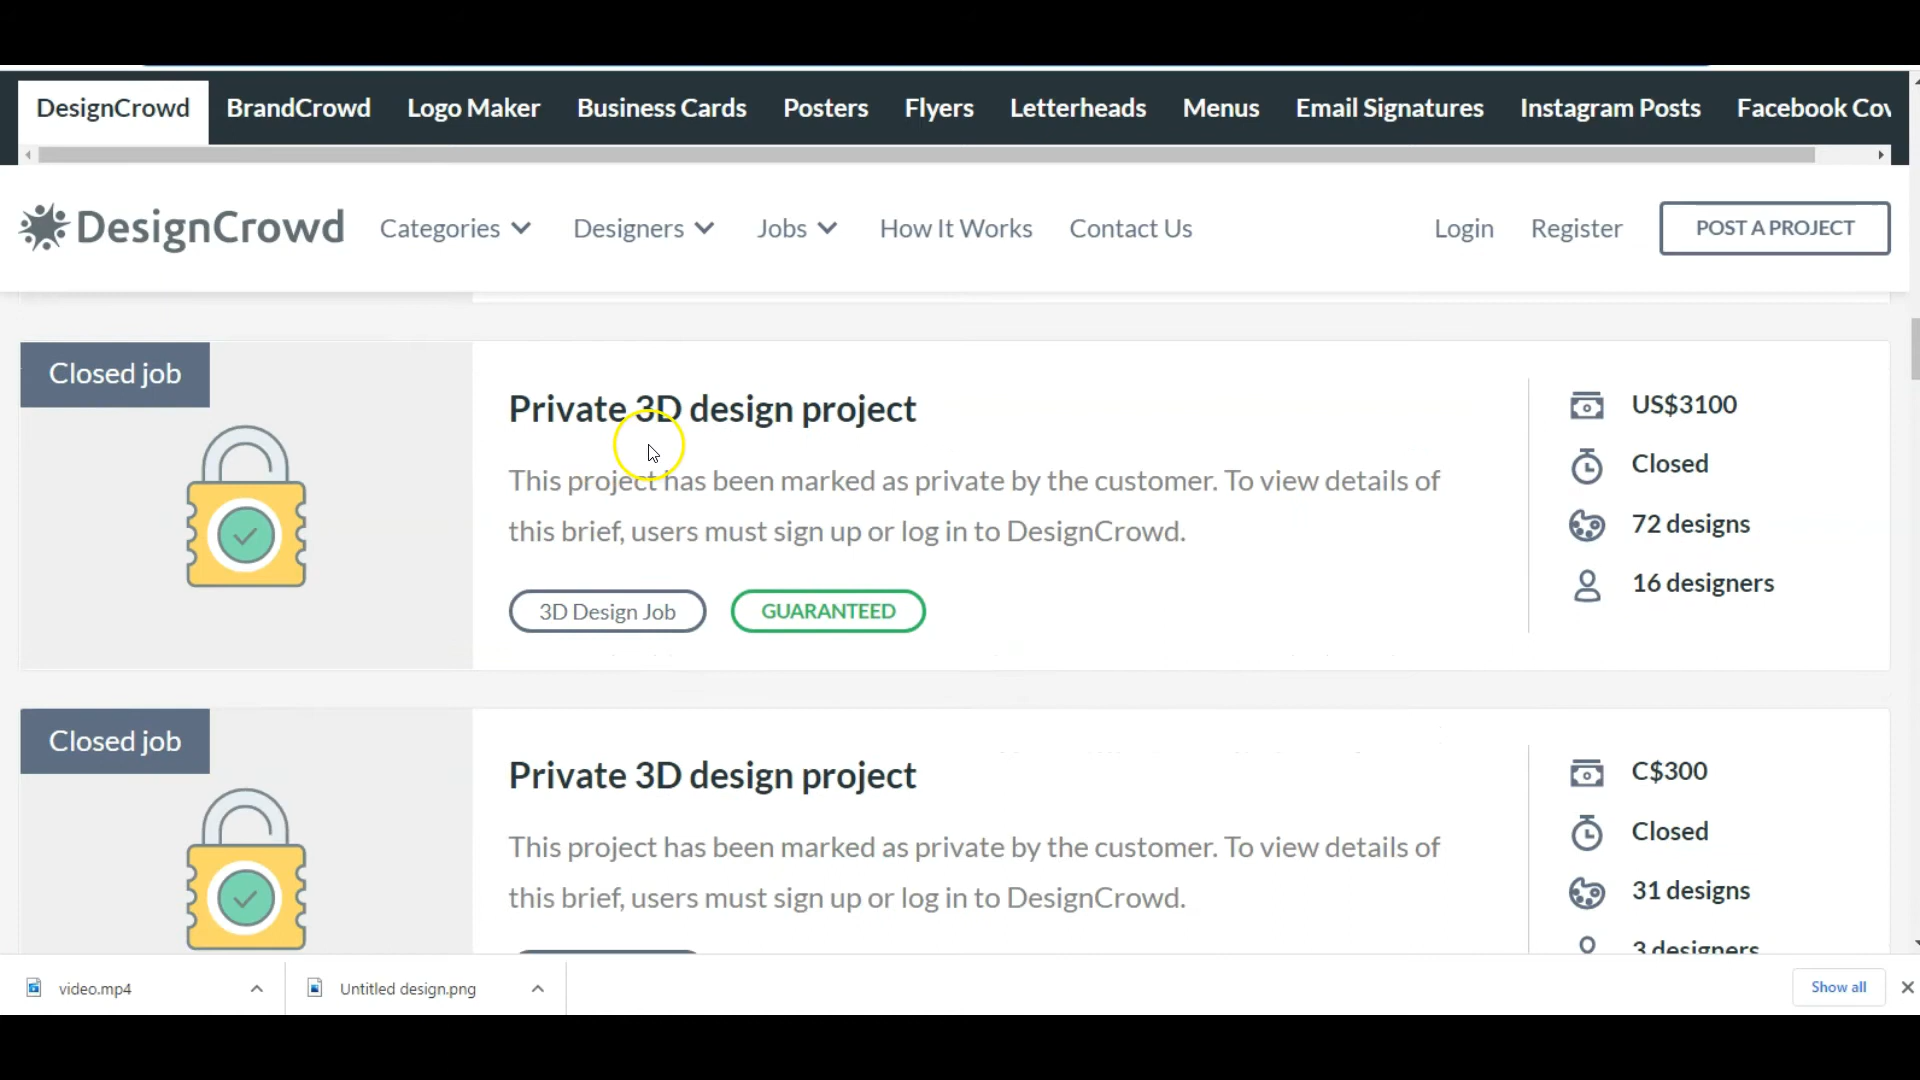 DesignCrowd BrandCrowd Logo Maker Business Cards Posters Flyers Letterheads Menus Email Signatures Instagram Posts Facebook Cov
DesignCrowd Categories Designers Jobs How It Works Contact Us Login Register POST A PROJECT
Closed job
Private 3D design project
This project has been marked as private by the customer. To view details of
this brief, users must sign up or log in to DesignCrowd.
3D Design Job GUARANTEED
US$3100
Closed
72 designs
16 designers
Closed job
Private 3D design project
This project has been marked as private by the customer. To view details of
this brief, users must sign up or log in to DesignCrowd.
C$300
Closed
31 designs
3 designers
video.mp4 Untitled design.png Show all